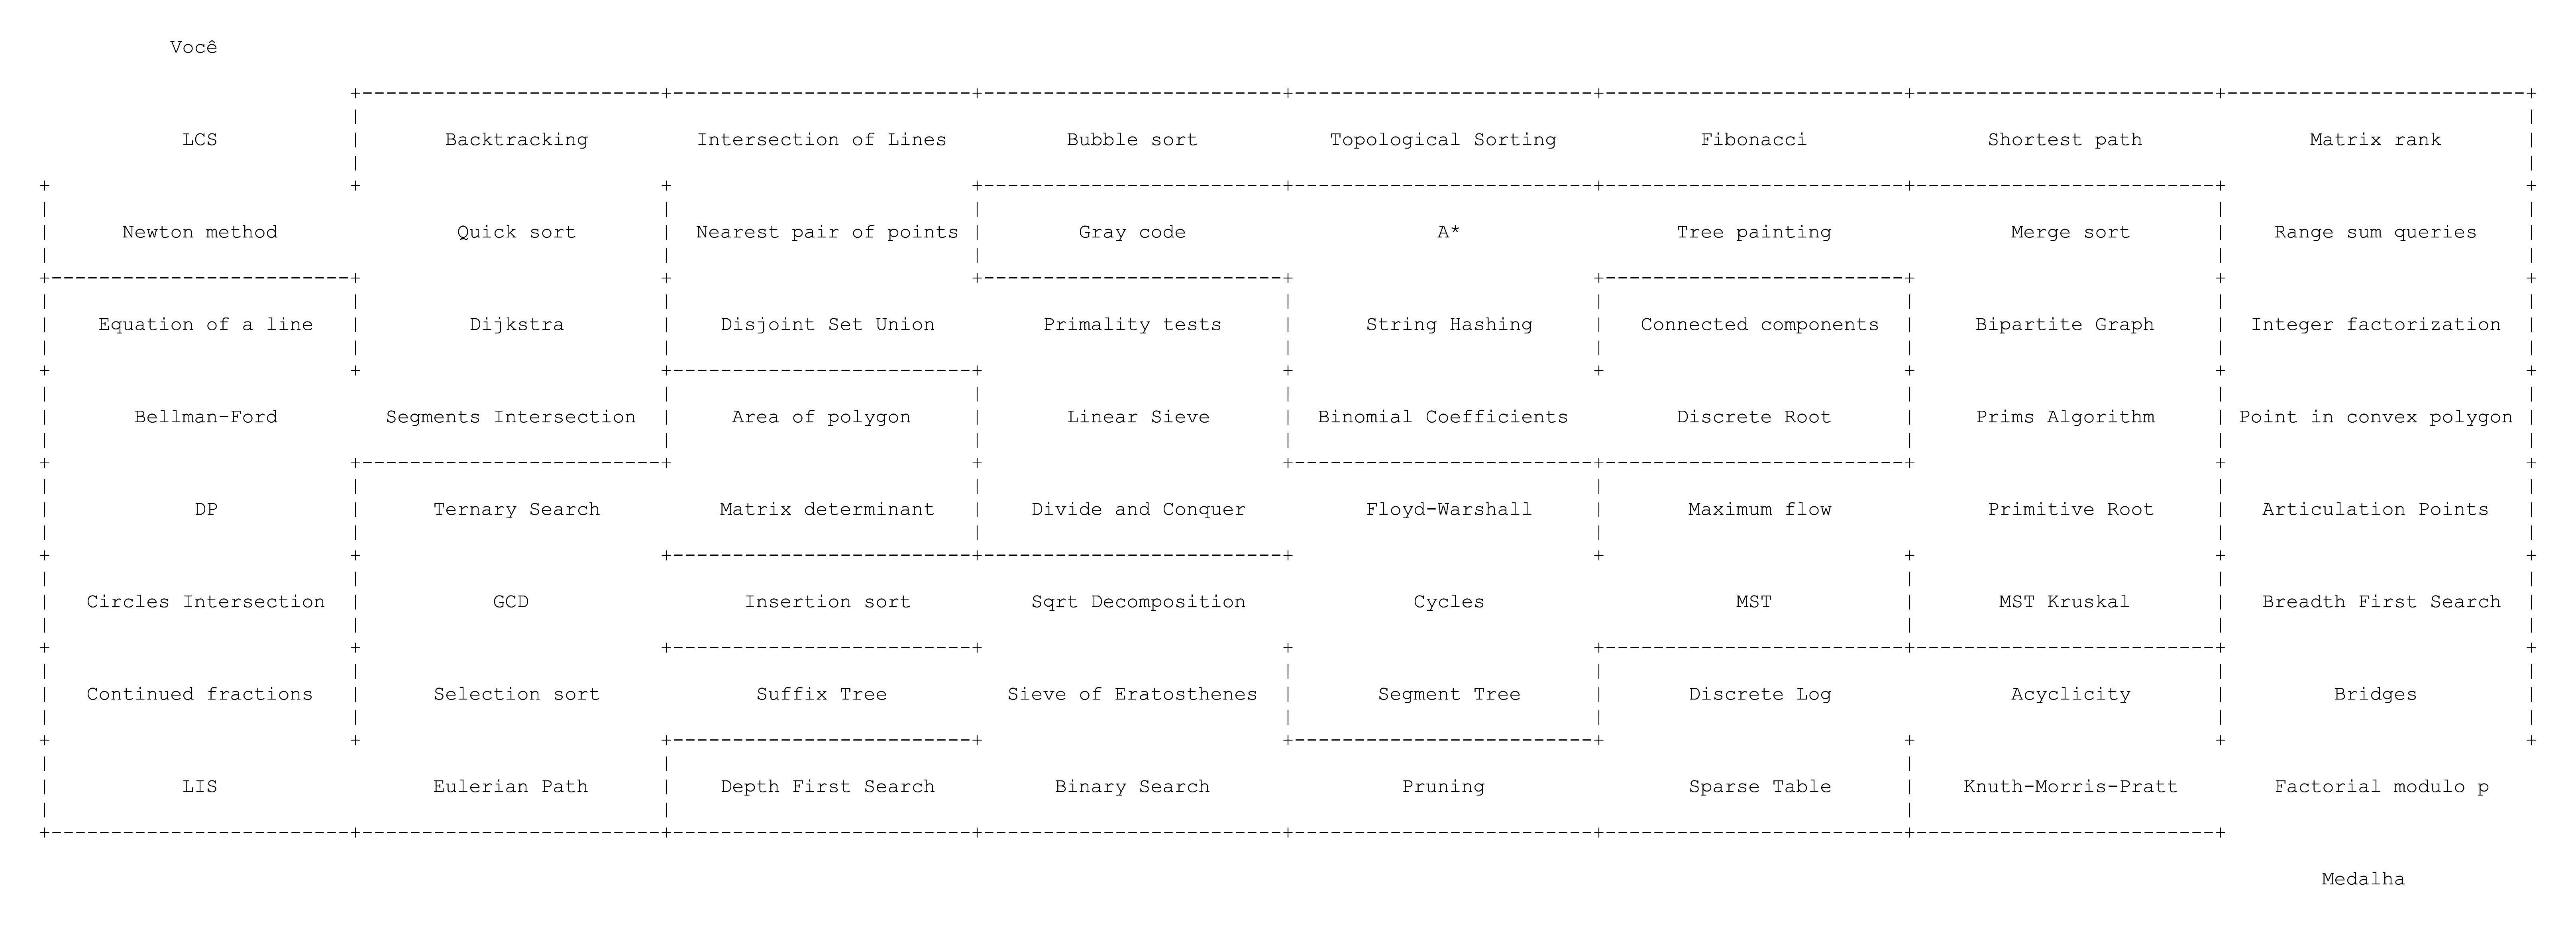 Você
LCS Backtracking Intersection of Lines Bubble sort Topological Sorting Fibonacci Shortest path Matrix rank
Newton method Quick sort Nearest pair of points Gray code A* Tree painting Merge sort Range sum queries
Equation of a line Dijkstra Disjoint Set Union Primality tests String Hashing Connected components Bipartite Graph Integer factorization
Bellman-Ford Segments Intersection Area of polygon Linear Sieve Binomial Coefficients Discrete Root Prims Algorithm Point in convex polygon
DP Ternary Search Matrix determinant Divide and Conquer Floyd-Warshall Maximum flow Primitive Root Articulation Points
Circles Intersection GCD Insertion sort Sqrt Decomposition Cycles MST MST Kruskal Breadth First Search
Continued fractions Selection sort Suffix Tree Sieve of Eratosthenes Segment Tree Discrete Log Acyclicity Bridges
LIS Eulerian Path Depth First Search Binary Search Pruning Sparse Table Knuth-Morris-Pratt Factorial modulo p
Medalha